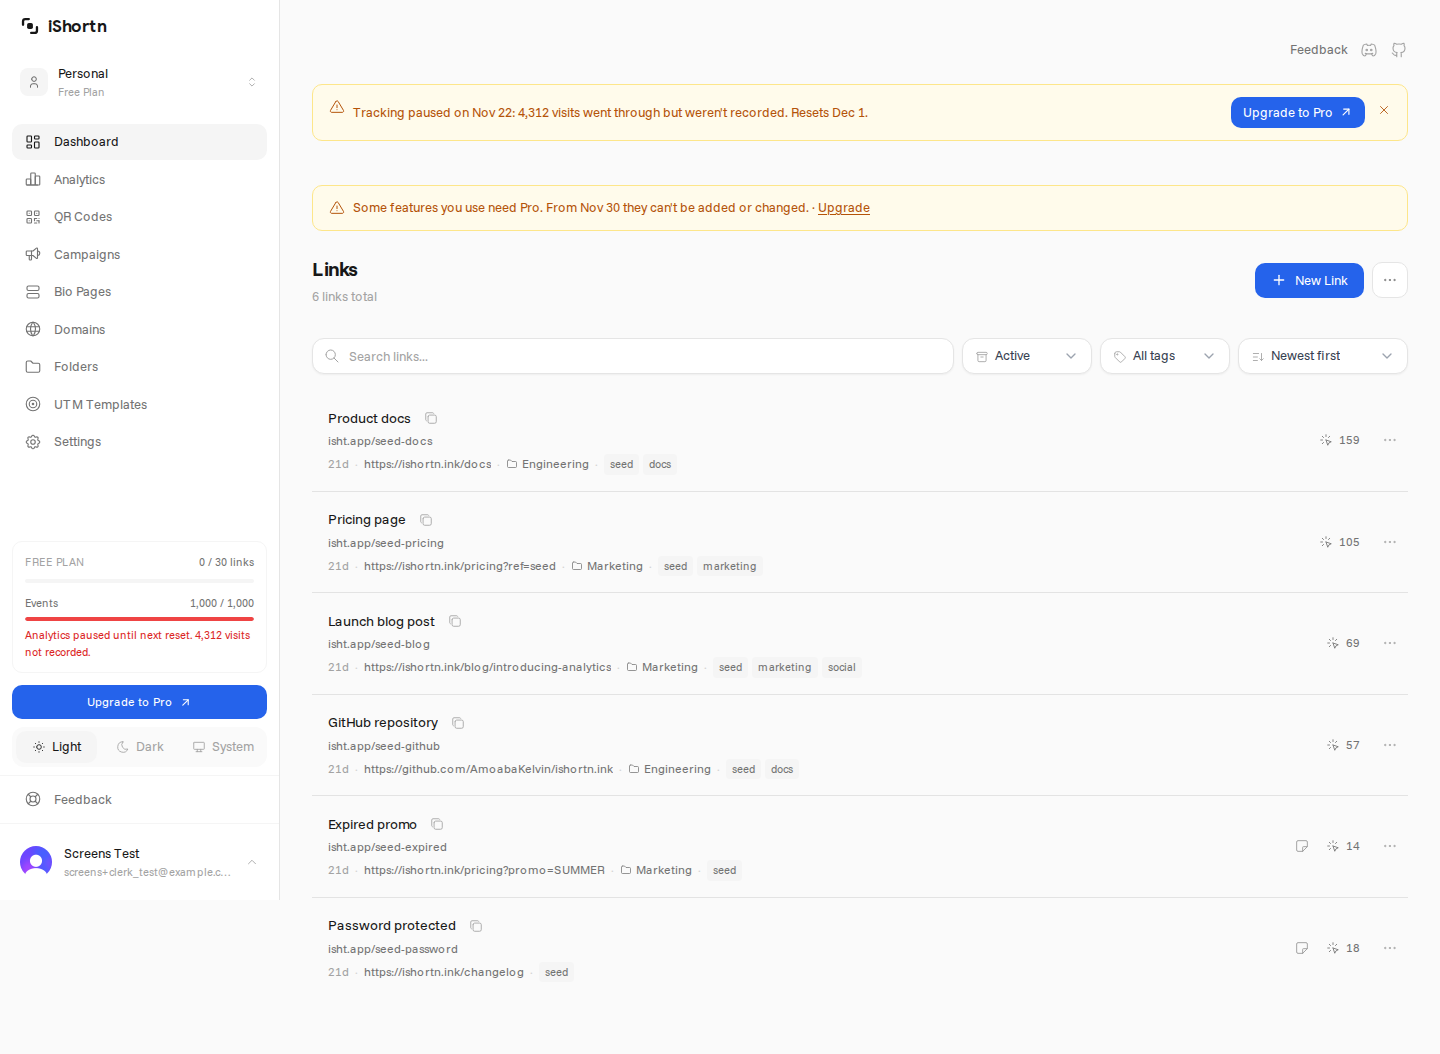 iShortn
Personal
Free Plan
Dashboard
Analytics
QR Codes
Campaigns
Bio Pages
Domains
Folders
UTM Templates
Settings
FREE PLAN 0 / 30 links
Events 1,000 / 1,000
Analytics paused until next reset. 4,312 visits
not recorded.
Upgrade to Pro
Light Dark System
Feedback
Screens Test
screens+clerk_test@example.c...
Feedback
Tracking paused on Nov 22: 4,312 visits went through but weren't recorded. Resets Dec 1. Upgrade to Pro
Some features you use need Pro. From Nov 30 they can't be added or changed. · Upgrade
Links
6 links total
New Link
Search links... Active All tags Newest first
Product docs
isht.app/seed-docs
159
21d · https://ishortn.ink/docs · Engineering · seed docs
Pricing page
isht.app/seed-pricing
105
21d · https://ishortn.ink/pricing?ref=seed · Marketing · seed marketing
Launch blog post
isht.app/seed-blog
69
21d · https://ishortn.ink/blog/introducing-analytics · Marketing · seed marketing social
GitHub repository
isht.app/seed-github
57
21d · https://github.com/AmoabaKelvin/ishortn.ink · Engineering · seed docs
Expired promo
isht.app/seed-expired
14
21d · https://ishortn.ink/pricing?promo=SUMMER · Marketing · seed
Password protected
isht.app/seed-password
18
21d · https://ishortn.ink/changelog · seed